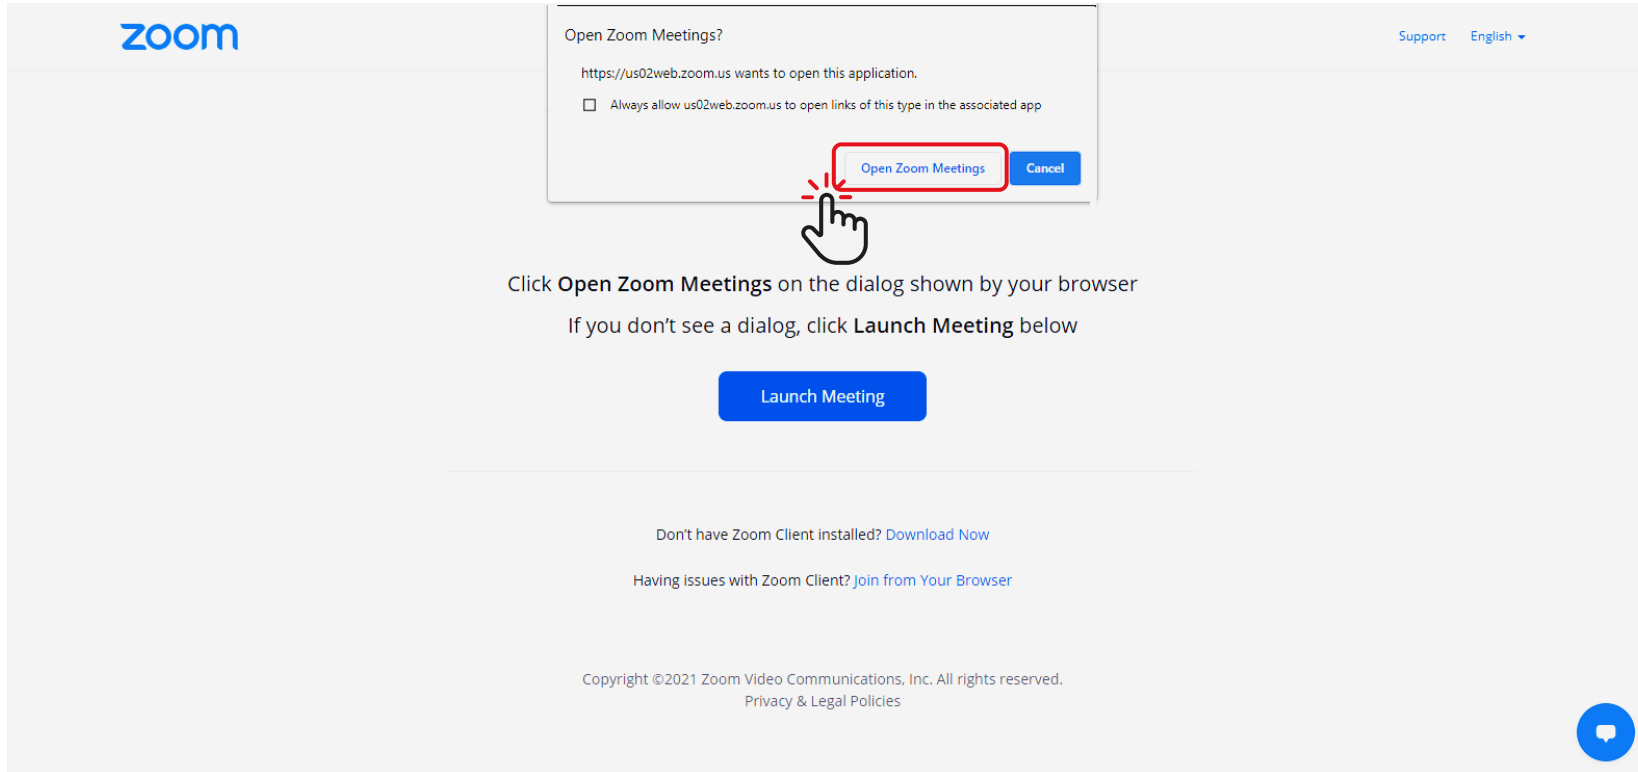 zoom
Support English
Open Zoom Meetings?
https://us02web.zoom.us wants to open this application.
Always allow us02web.zoom.us to open links of this type in the associated app
Open Zoom Meetings Cancel
Click Open Zoom Meetings on the dialog shown by your browser
If you don’t see a dialog, click Launch Meeting below
Launch Meeting
Don’t have Zoom Client installed? Download Now
Having issues with Zoom Client? Join from Your Browser
Copyright ©2021 Zoom Video Communications, Inc. All rights reserved.
Privacy & Legal Policies